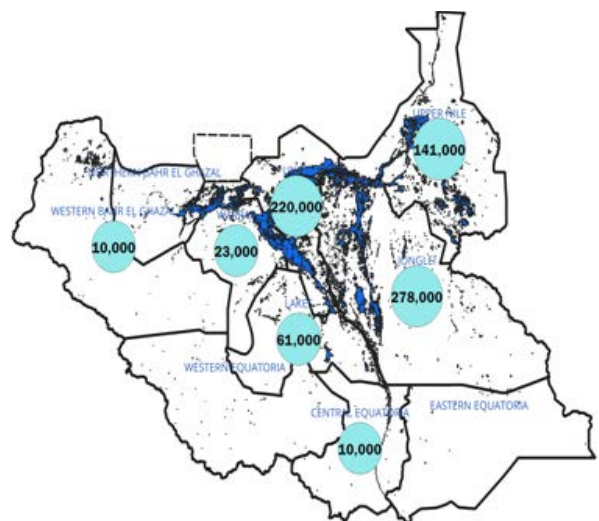 UPPER NILE
141,000
NORTHERN BAHR EL GHAZAL
220,000
WESTERN BAHR EL GHAZAL
10,000
23,000
JONGLEI
278,000
LAKES
61,000
WESTERN EQUATORIA
CENTRAL EQUATORIA
EASTERN EQUATORIA
10,000